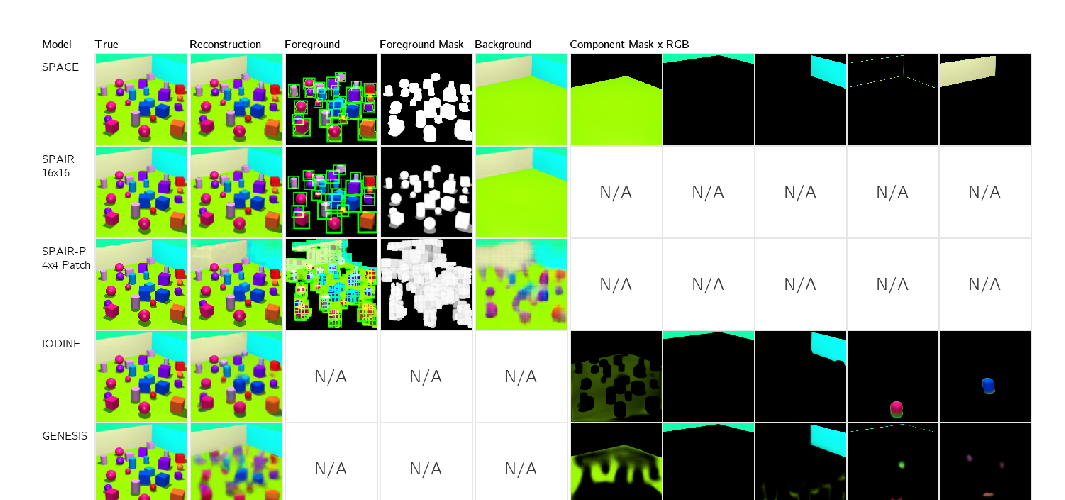 Model True Reconstruction Foreground Foreground Mask Background Component Mask x RGB
SPACE
SPAIR
16x16
N/A N/A N/A N/A N/A
SPAIR-P
4x4 Patch
N/A N/A N/A N/A N/A
IODINE
N/A N/A N/A
GENESIS
N/A N/A N/A